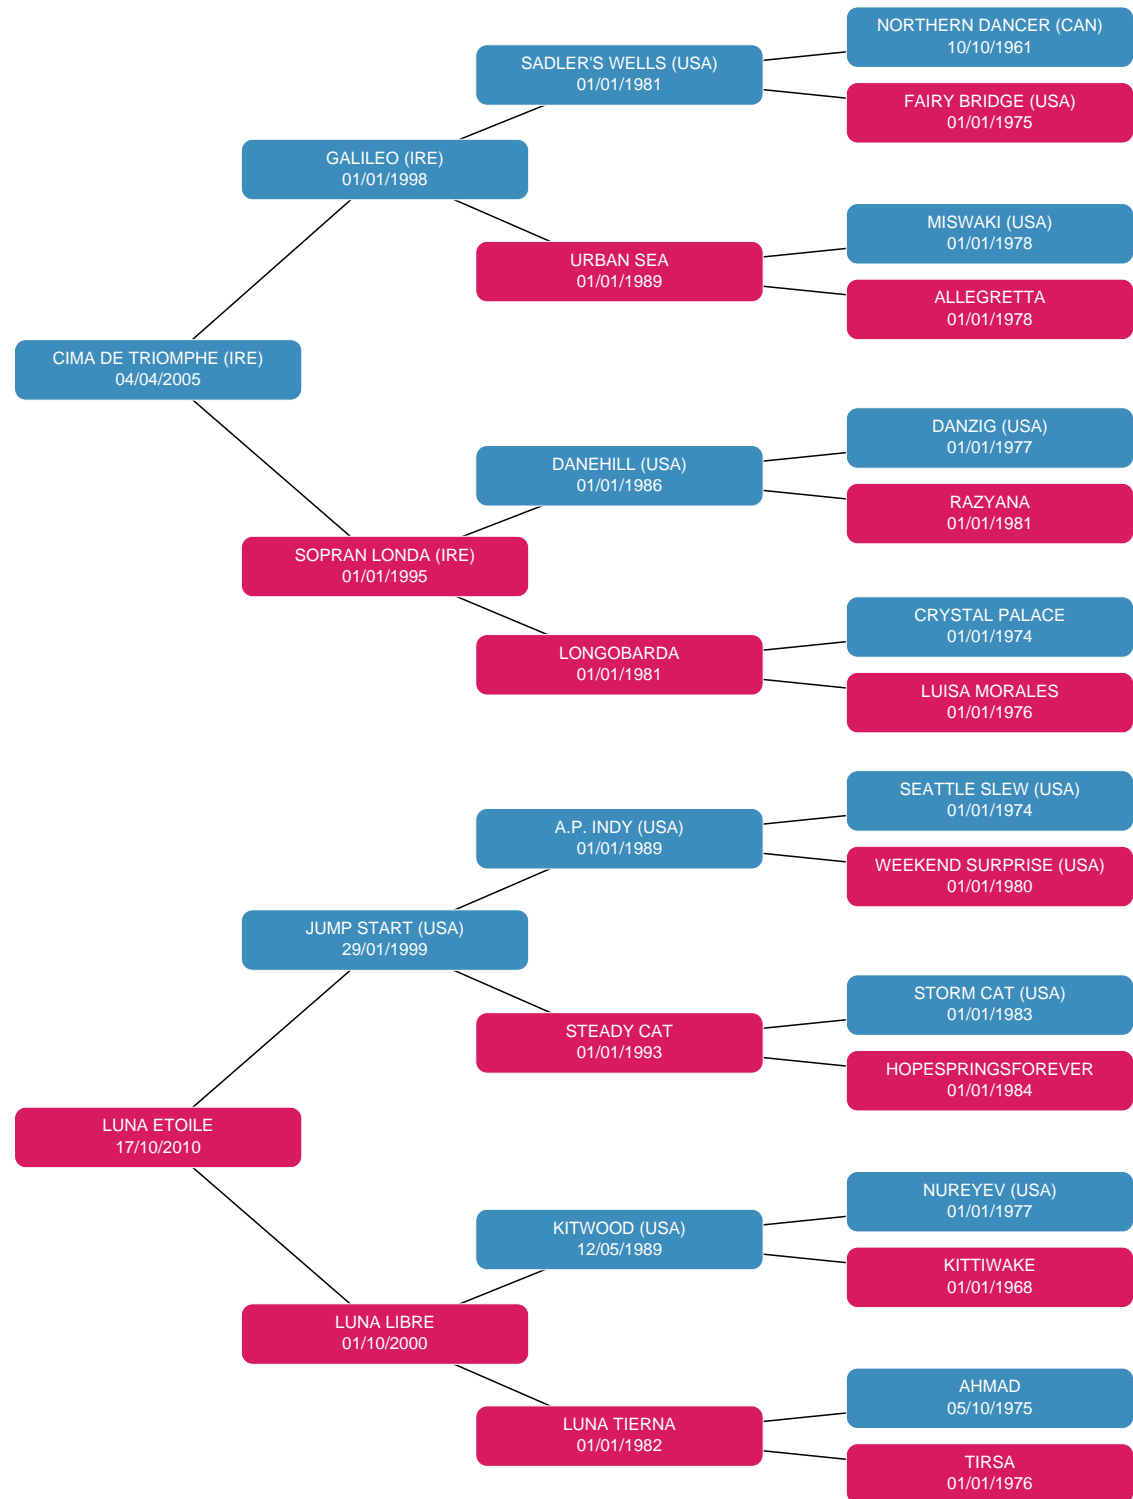 NORTHERN DANCER (CAN)
10/10/1961
SADLER'S WELLS (USA)
01/01/1981
FAIRY BRIDGE (USA)
01/01/1975
GALILEO (IRE)
01/01/1998
MISWAKI (USA)
01/01/1978
URBAN SEA
01/01/1989
ALLEGRETTA
01/01/1978
CIMA DE TRIOMPHE (IRE)
04/04/2005
DANZIG (USA)
01/01/1977
DANEHILL (USA)
01/01/1986
RAZYANA
01/01/1981
SOPRAN LONDA (IRE)
01/01/1995
CRYSTAL PALACE
01/01/1974
LONGOBARDA
01/01/1981
LUISA MORALES
01/01/1976
SEATTLE SLEW (USA)
01/01/1974
A.P. INDY (USA)
01/01/1989
WEEKEND SURPRISE (USA)
01/01/1980
JUMP START (USA)
29/01/1999
STORM CAT (USA)
01/01/1983
STEADY CAT
01/01/1993
HOPESPRINGSFOREVER
01/01/1984
LUNA ETOILE
17/10/2010
NUREYEV (USA)
01/01/1977
KITWOOD (USA)
12/05/1989
KITTIWAKE
01/01/1968
LUNA LIBRE
01/10/2000
AHMAD
05/10/1975
LUNA TIERNA
01/01/1982
TIRSA
01/01/1976